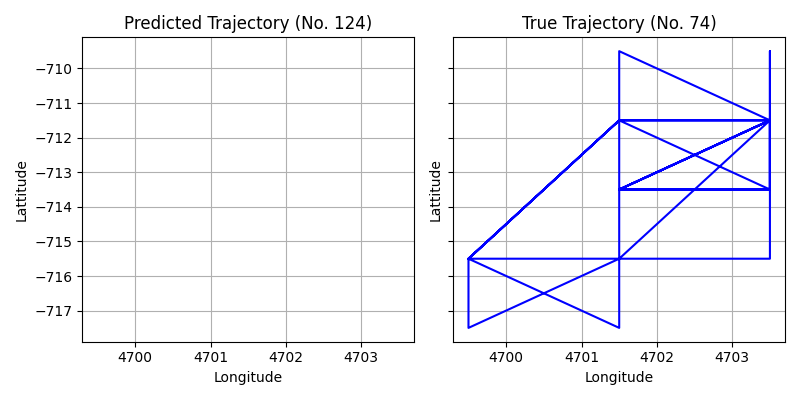 Predicted Trajectory (No. 124)
True Trajectory (No. 74)
−710
−711
−712
−713
−714
−715
−716
−717
Lattitude
Lattitude
4700 4701 4702 4703
4700 4701 4702 4703
Longitude
Longitude